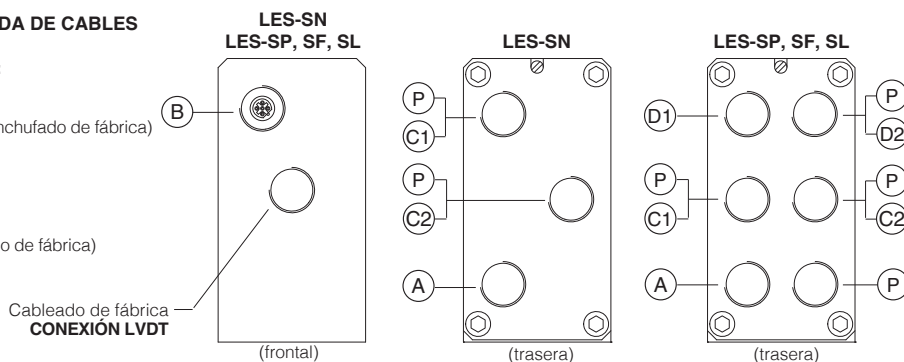 DA DE CABLES
:
nchufado de fábrica)
o de fábrica)
LES-SN
LES-SP, SF, SL
B
Cableado de fábrica
CONEXIÓN LVDT
(frontal)
LES-SN
P
C1
P
C2
A
(trasera)
LES-SP, SF, SL
D1
P
D2
P
C1
P
C2
A
P
(trasera)